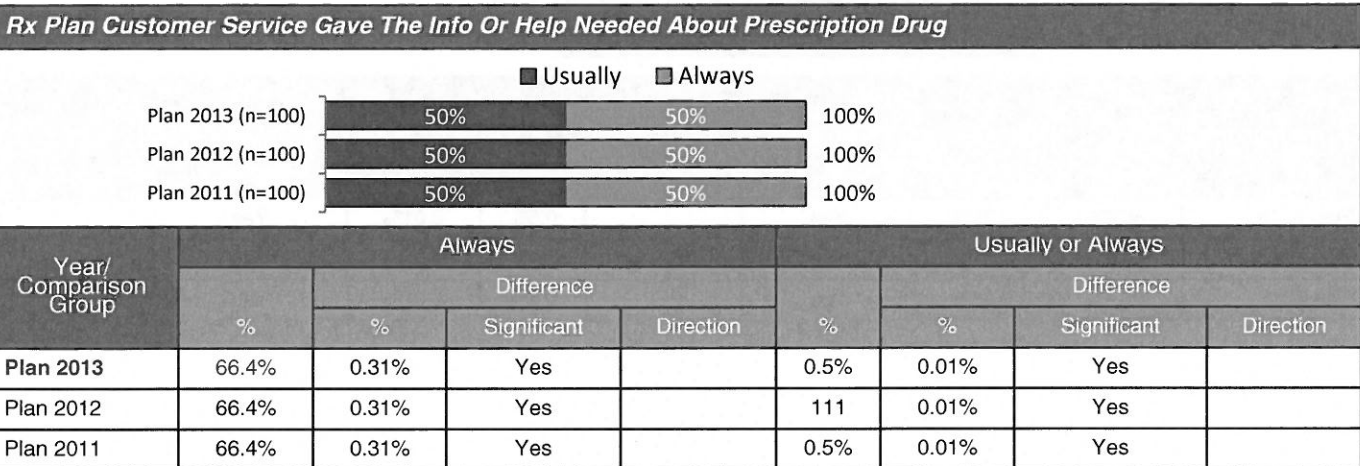 Rx Plan Customer Service Gave The Info Or Help Needed About Prescription Drug
Usually Always
Plan 2013 (n=100) 50% 50% 100%
Plan 2012 (n=100) 50% 50% 100%
Plan 2011 (n=100) 50% 50% 100%
Year/
Comparison
Group
Always Usually or Always
Difference Difference
% % Significant Direction % % Significant Direction
Plan 2013 66.4% 0.31% Yes 0.5% 0.01% Yes
Plan 2012 66.4% 0.31% Yes 111 0.01% Yes
Plan 2011 66.4% 0.31% Yes 0.5% 0.01% Yes